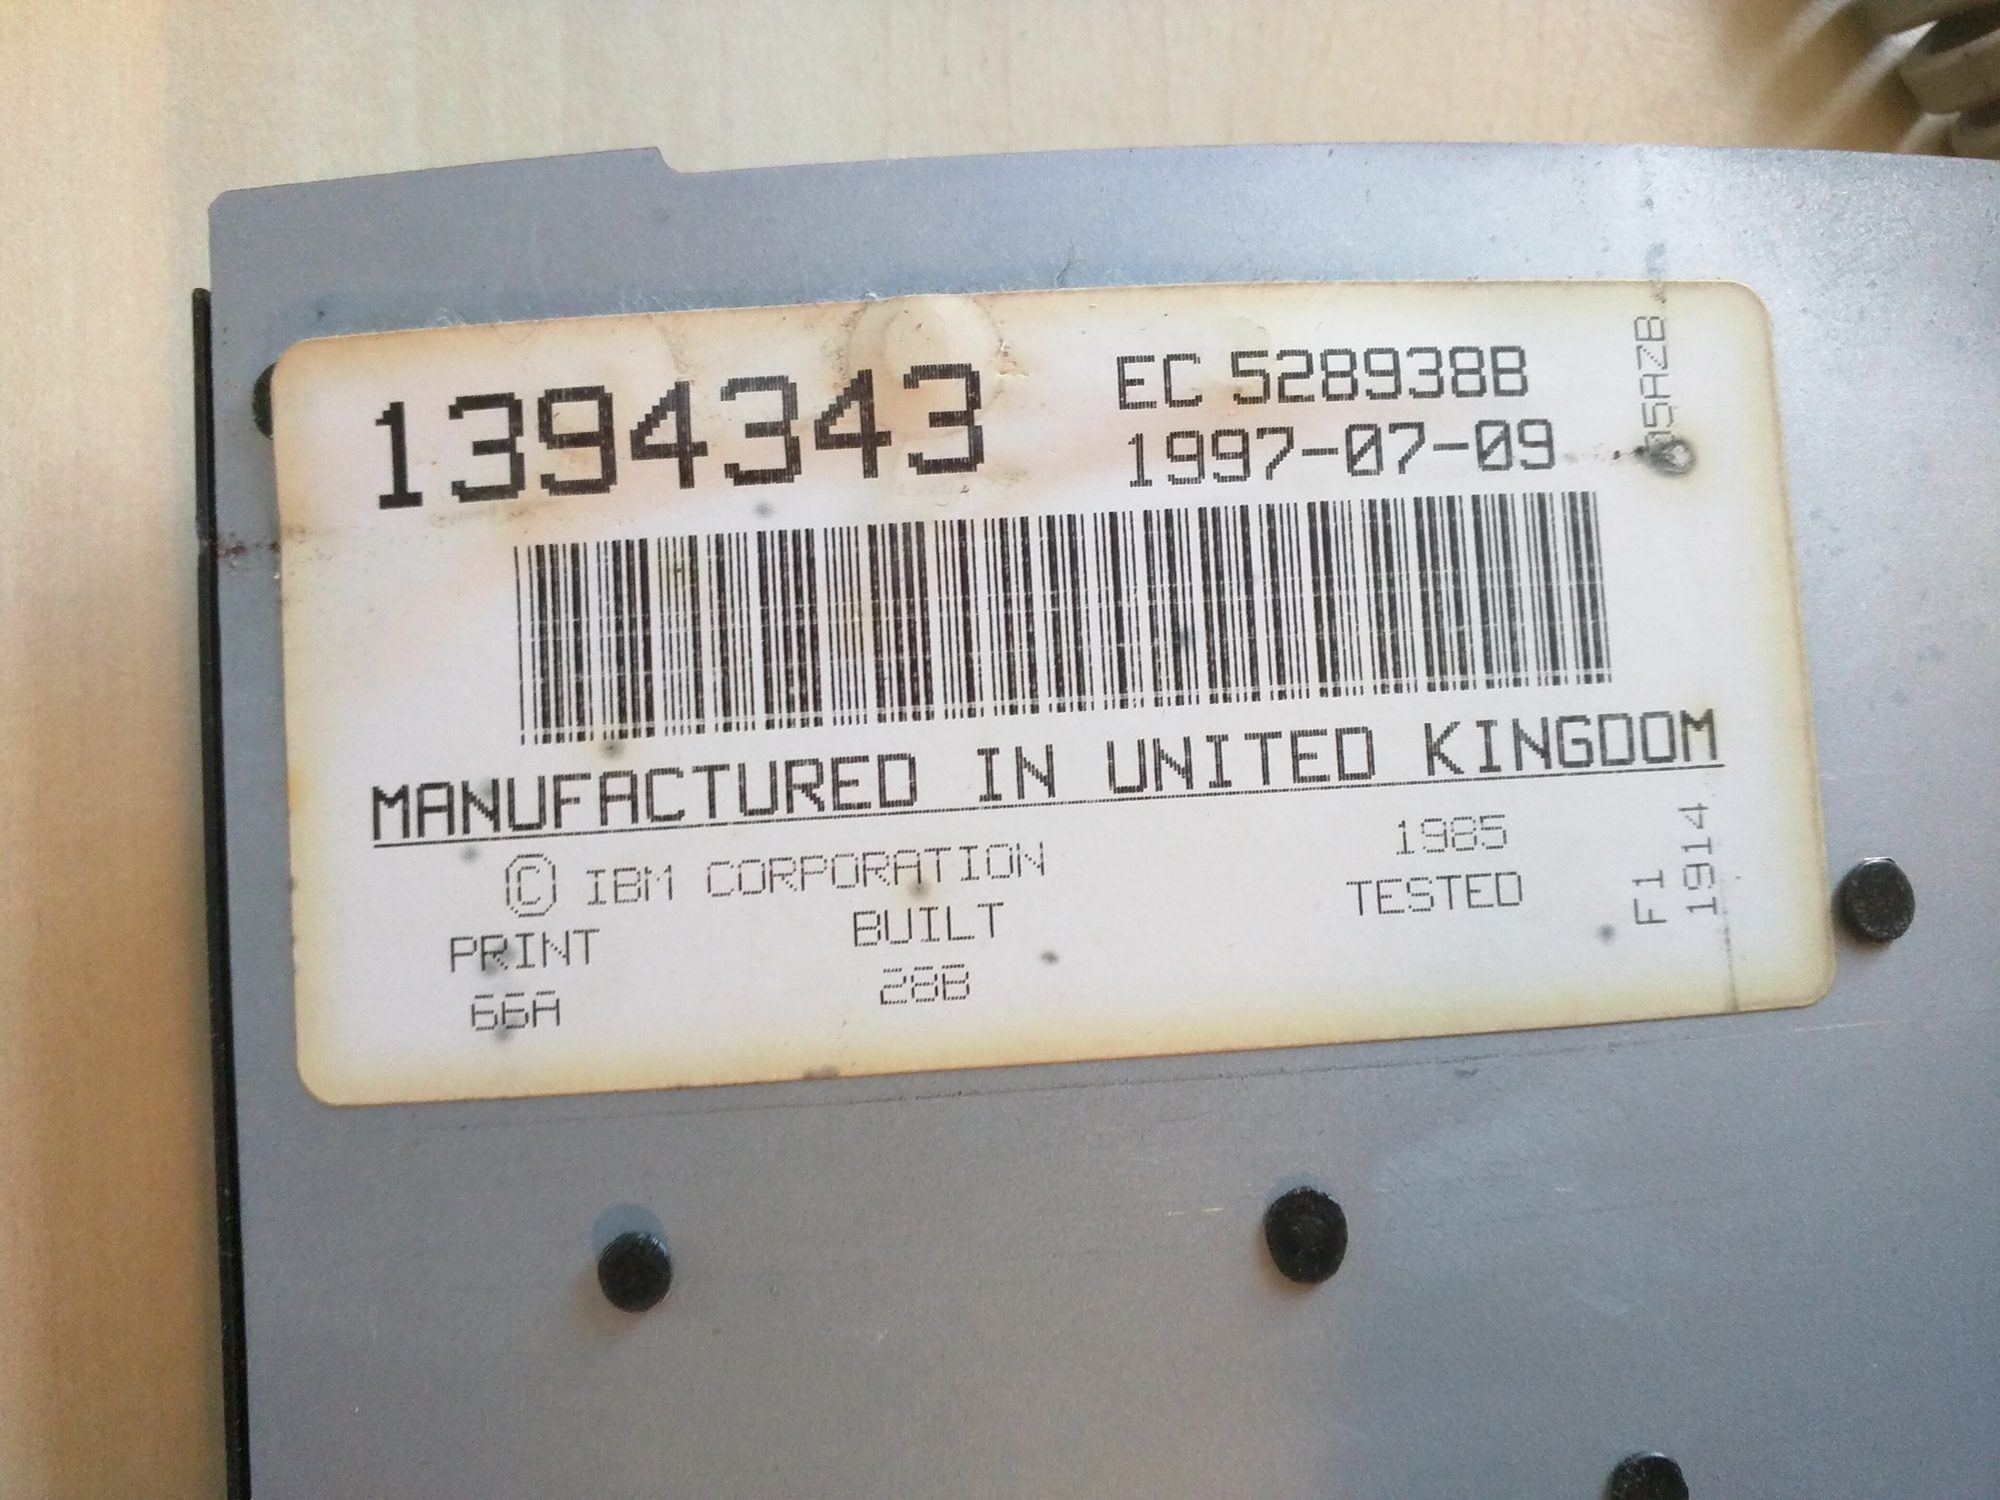 1394343
EC 528938B
1997-07-09
MANUFACTURED IN UNITED KINGDOM
© IBM CORPORATION 1985
PRINT BUILT TESTED
66A 28B
F1
1914